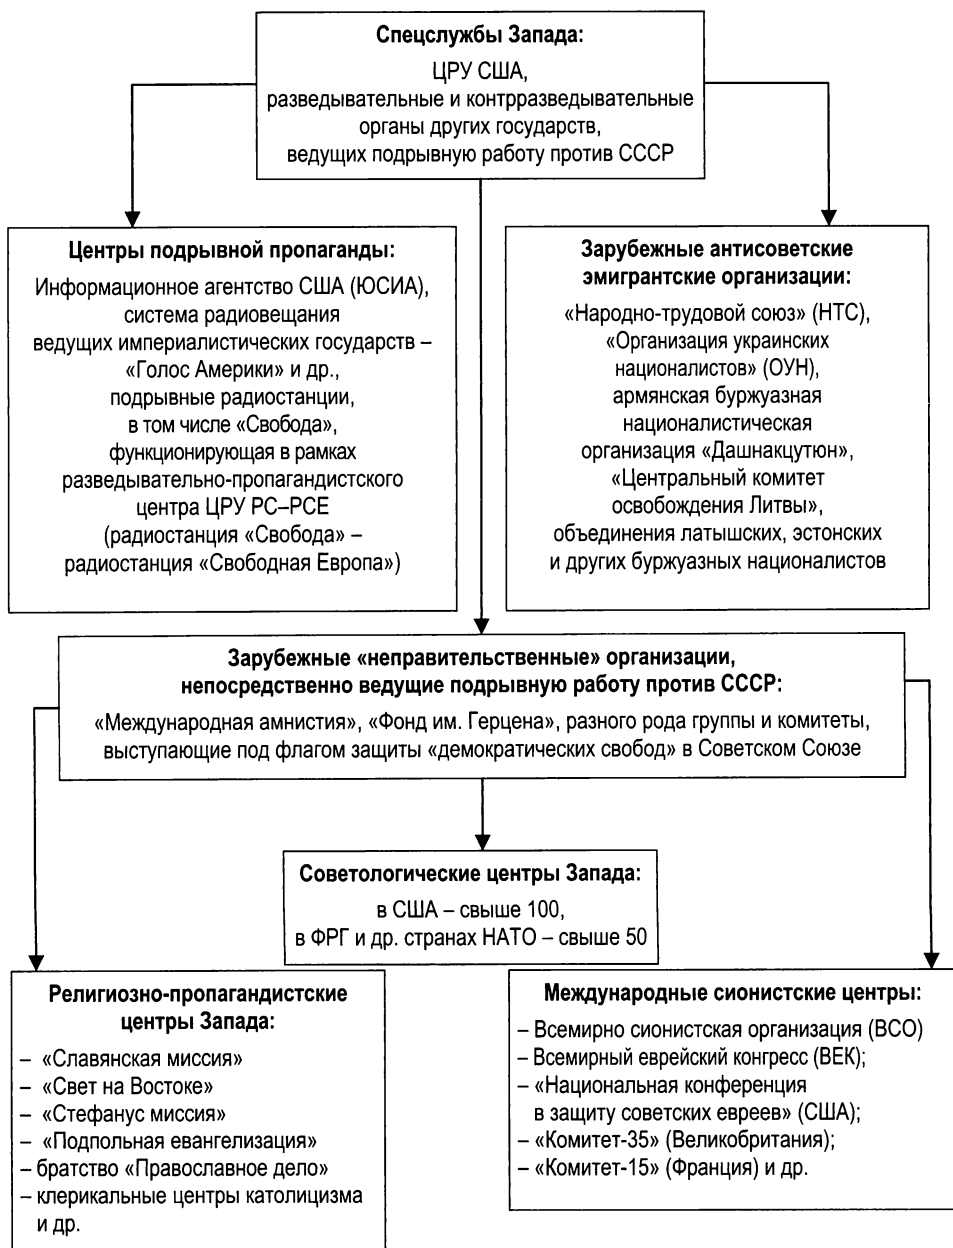 Спецслужбы Запада:
ЦРУ США,
разведывательные и контрразведывательные
органы других государств,
ведущих подрывную работу против СССР
Центры подрывной пропаганды:
Информационное агентство США (ЮСИА),
система радиовещания
ведущих империалистических государств –
«Голос Америки» и др.,
подрывные радиостанции,
в том числе «Свобода»,
функционирующая в рамках
разведывательно-пропагандистского
центра ЦРУ РС–РСЕ
(радиостанция «Свобода» –
радиостанция «Свободная Европа»)
Зарубежные антисоветские
эмигрантские организации:
«Народно-трудовой союз» (НТС),
«Организация украинских
националистов» (ОУН),
армянская буржуазная
националистическая
организация «Дашнакцутюн»,
«Центральный комитет
освобождения Литвы»,
объединения латышских, эстонских
и других буржуазных националистов
Зарубежные «неправительственные» организации,
непосредственно ведущие подрывную работу против СССР:
«Международная амнистия», «Фонд им. Герцена», разного рода группы и комитеты,
выступающие под флагом защиты «демократических свобод» в Советском Союзе
Советологические центры Запада:
в США – свыше 100,
в ФРГ и др. странах НАТО – свыше 50
Религиозно-пропагандистские
центры Запада:
– «Славянская миссия»
– «Свет на Востоке»
– «Стефанус миссия»
– «Подпольная евангелизация»
– братство «Православное дело»
– клерикальные центры католицизма
и др.
Международные сионистские центры:
– Всемирно сионистская организация (ВСО)
– Всемирный еврейский конгресс (ВЕК);
– «Национальная конференция
в защиту советских евреев» (США);
– «Комитет-35» (Великобритания);
– «Комитет-15» (Франция) и др.